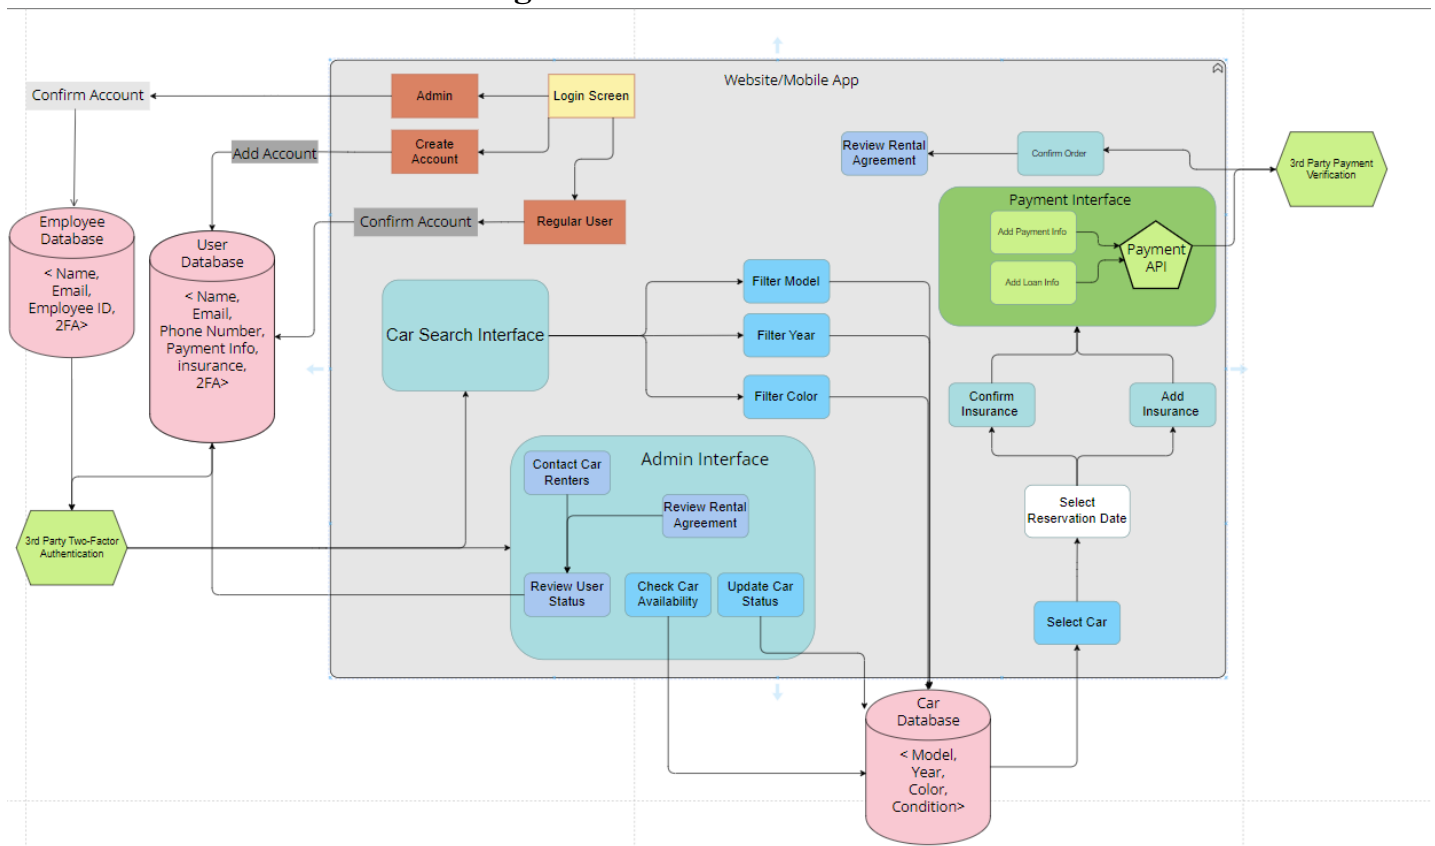 Website/Mobile App
Confirm Account
Admin
Login Screen
Add Account
Create
Account
Review Rental
Agreement
Confirm Order
3rd Party Payment
Verification
Employee
Database
< Name,
Email,
Employee ID,
2FA>
User
Database
< Name,
Email,
Phone Number,
Payment Info,
insurance,
2FA>
Confirm Account
Regular User
Payment Interface
Add Payment Info
Add Loan Info
Payment
API
Car Search Interface
Filter Model
Filter Year
Filter Color
Confirm
Insurance
Add
Insurance
Admin Interface
Contact Car
Renters
Review Rental
Agreement
Select
Reservation Date
3rd Party Two-Factor
Authentication
Review User
Status
Check Car
Availability
Update Car
Status
Select Car
Car
Database
< Model,
Year,
Color,
Condition>